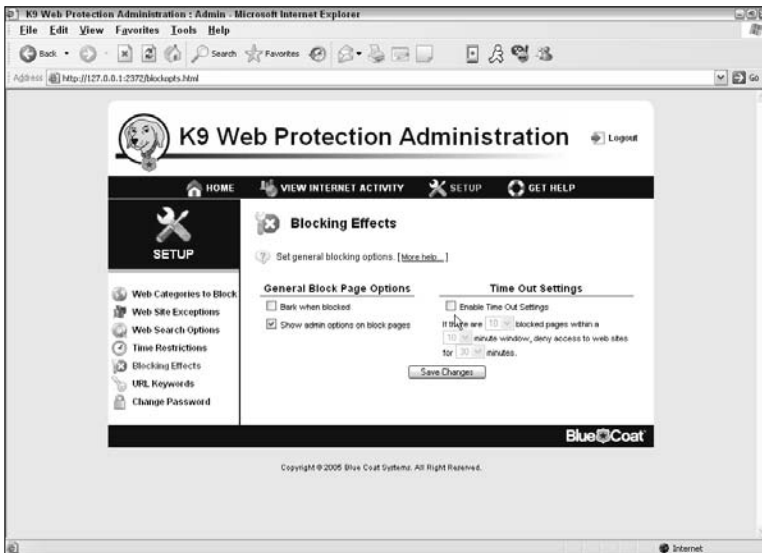 K9 Web Protection Administration : Admin - Microsoft Internet Explorer
File Edit View Favorites Tools Help
Back Search Favorites
Address http://127.0.0.1:2372/blockopts.html Go
K9 Web Protection Administration Logout
HOME VIEW INTERNET ACTIVITY SETUP GET HELP
SETUP
Web Categories to Block
Web Site Exceptions
Web Search Options
Time Restrictions
Blocking Effects
URL Keywords
Change Password
Blocking Effects
Set general blocking options. [More help...]
General Block Page Options
Bark when blocked
Show admin options on block pages
Time Out Settings
Enable Time Out Settings
If there are 10 blocked pages within a
10 minute window, deny access to web sites
for 30 minutes.
Save Changes
Blue Coat
Copyright © 2005 Blue Coat Systems. All Right Reserved.
Internet